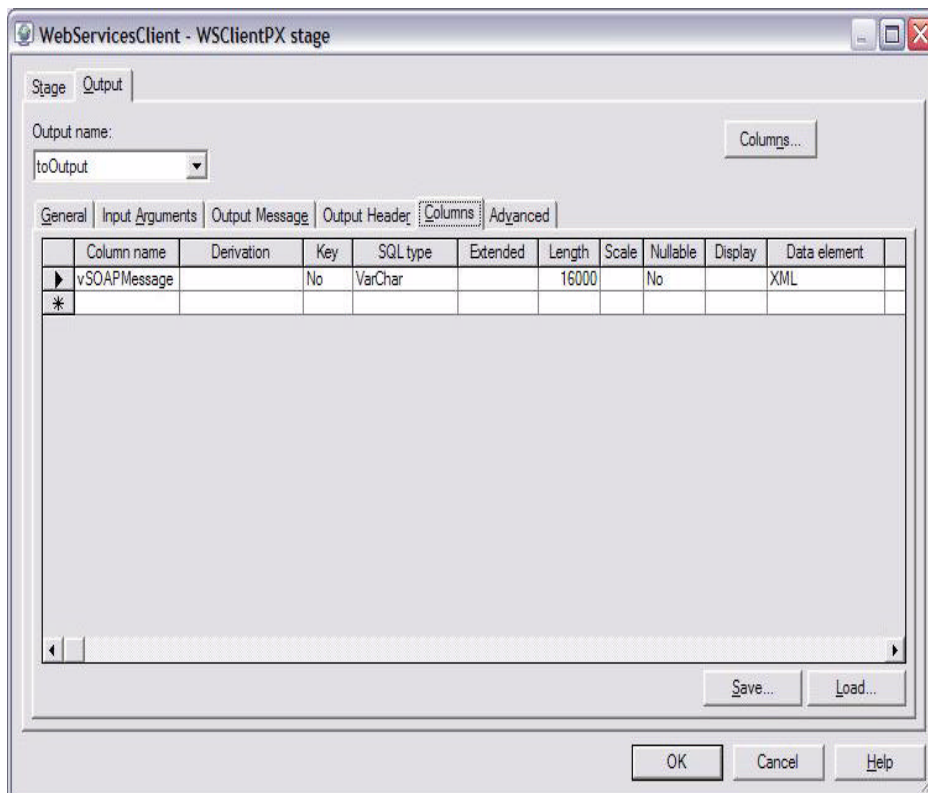 WebServicesClient - WSClientPX stage
Stage Output
Output name:
Columns...
toOutput
General Input Arguments Output Message Output Header Columns Advanced
Column name Derivation Key SQL type Extended Length Scale Nullable Display Data element
vSOAPMessage No VarChar 16000 No XML
Save... Load...
OK Cancel Help